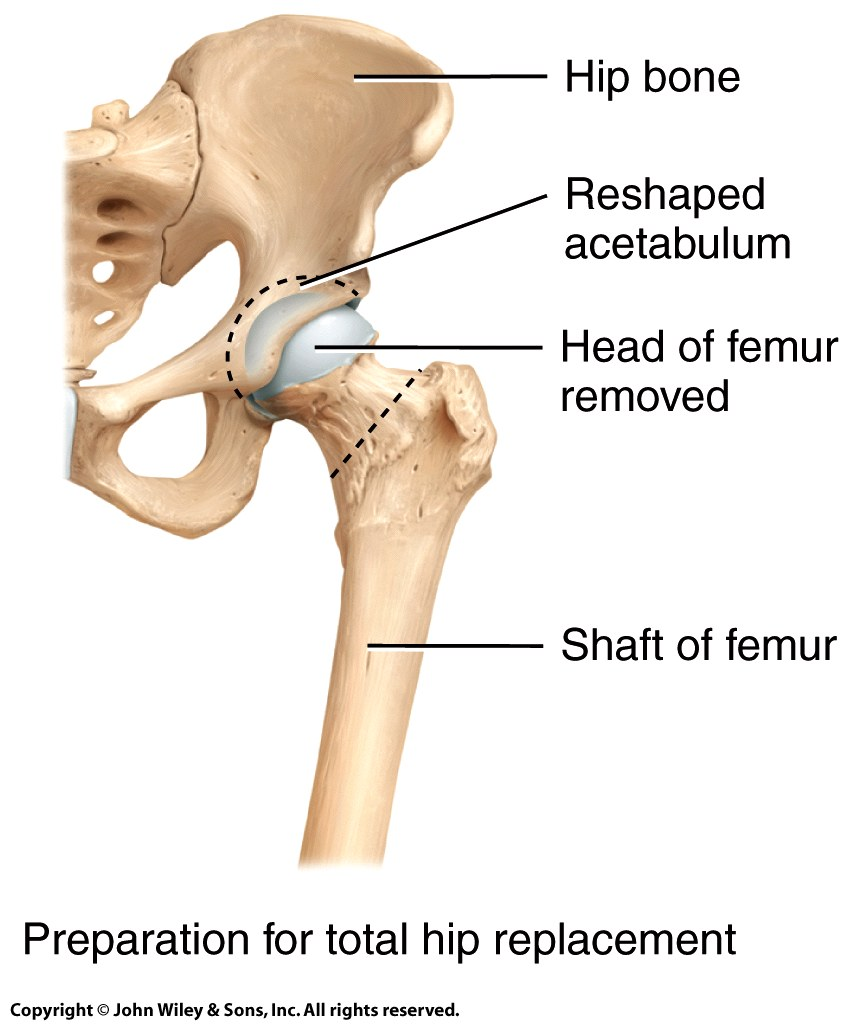 Hip bone
Reshaped
acetabulum
Head of femur
removed
Shaft of femur
Preparation for total hip replacement
Copyright © John Wiley & Sons, Inc. All rights reserved.